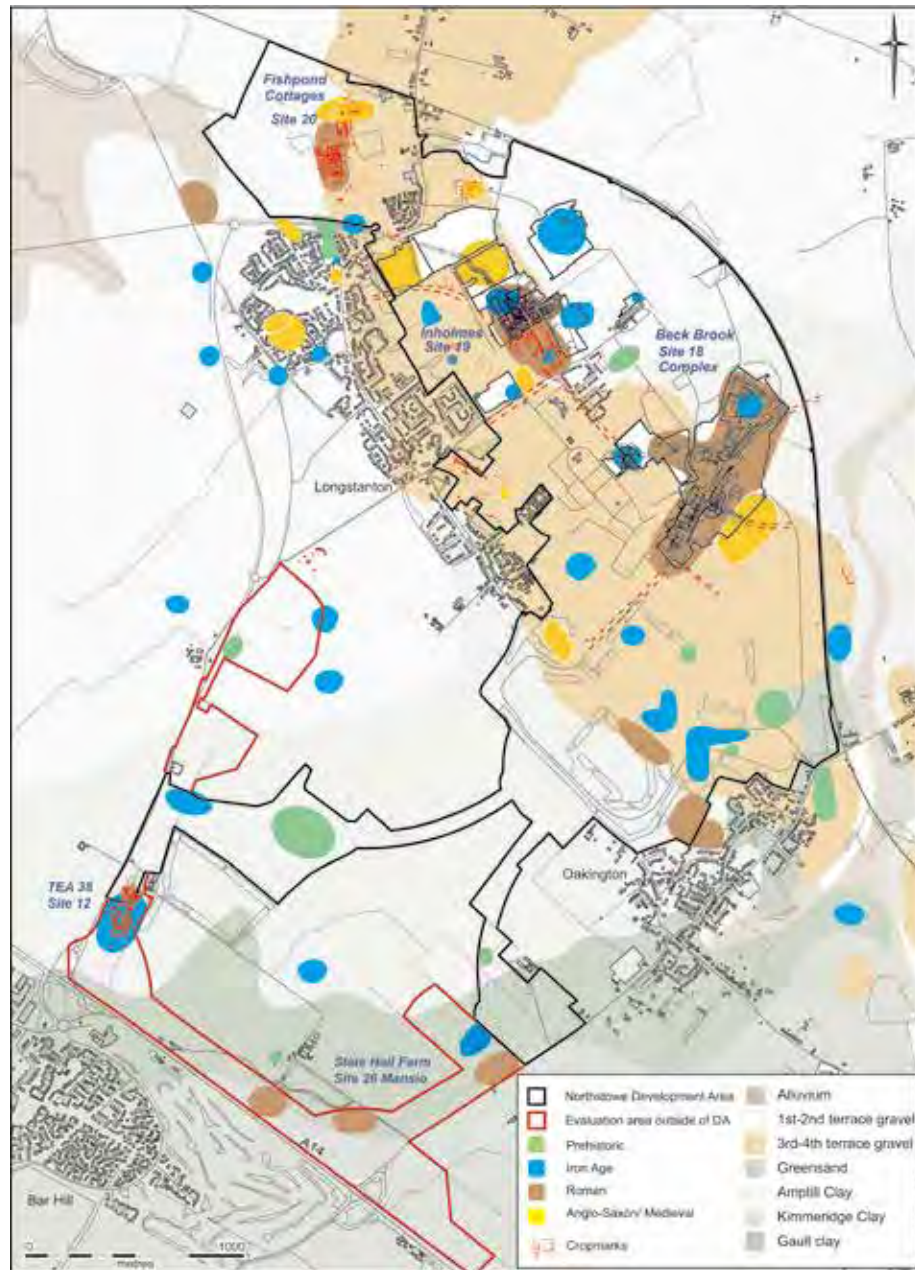 Fishpond
Cottages
Site 20
Inholmes
Site 19
Beck Brook
Site 18
Complex
Longstanton
TEA 38
Site 12
Oakington
Slate Hall Farm
Site 26 Mansio
A14
Bar Hill
0
1000
metres
Northstowe Development Area
Evaluation area outside of DA
Prehistoric
Iron Age
Roman
Anglo-Saxon/ Medieval
Cropmarks
Alluvium
1st-2nd terrace gravel
3rd-4th terrace gravel
Greensand
Ampthill Clay
Kimmeridge Clay
Gault clay